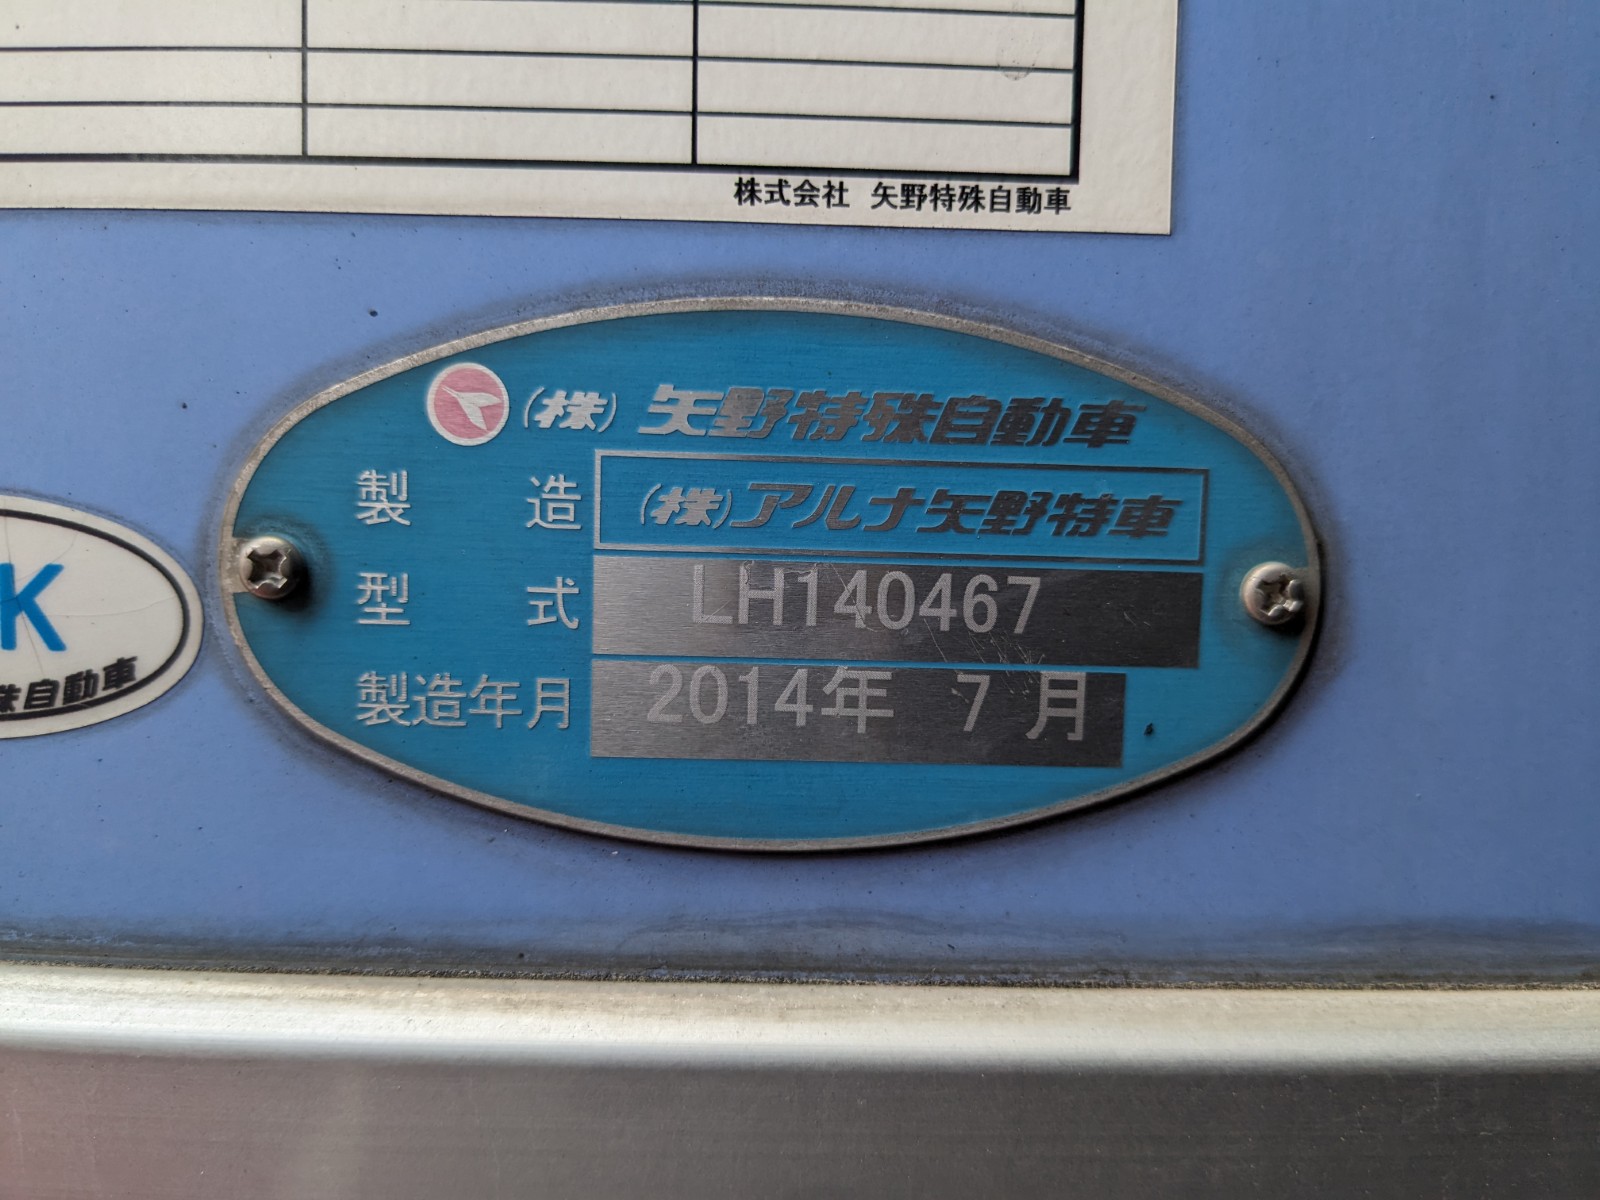 株式会社 矢野特殊自動車
(株) 矢野特殊自動車
製造 (株)アルナ矢野特車
型式 LH140467
製造年月 2014年 7月
K
殊自動車